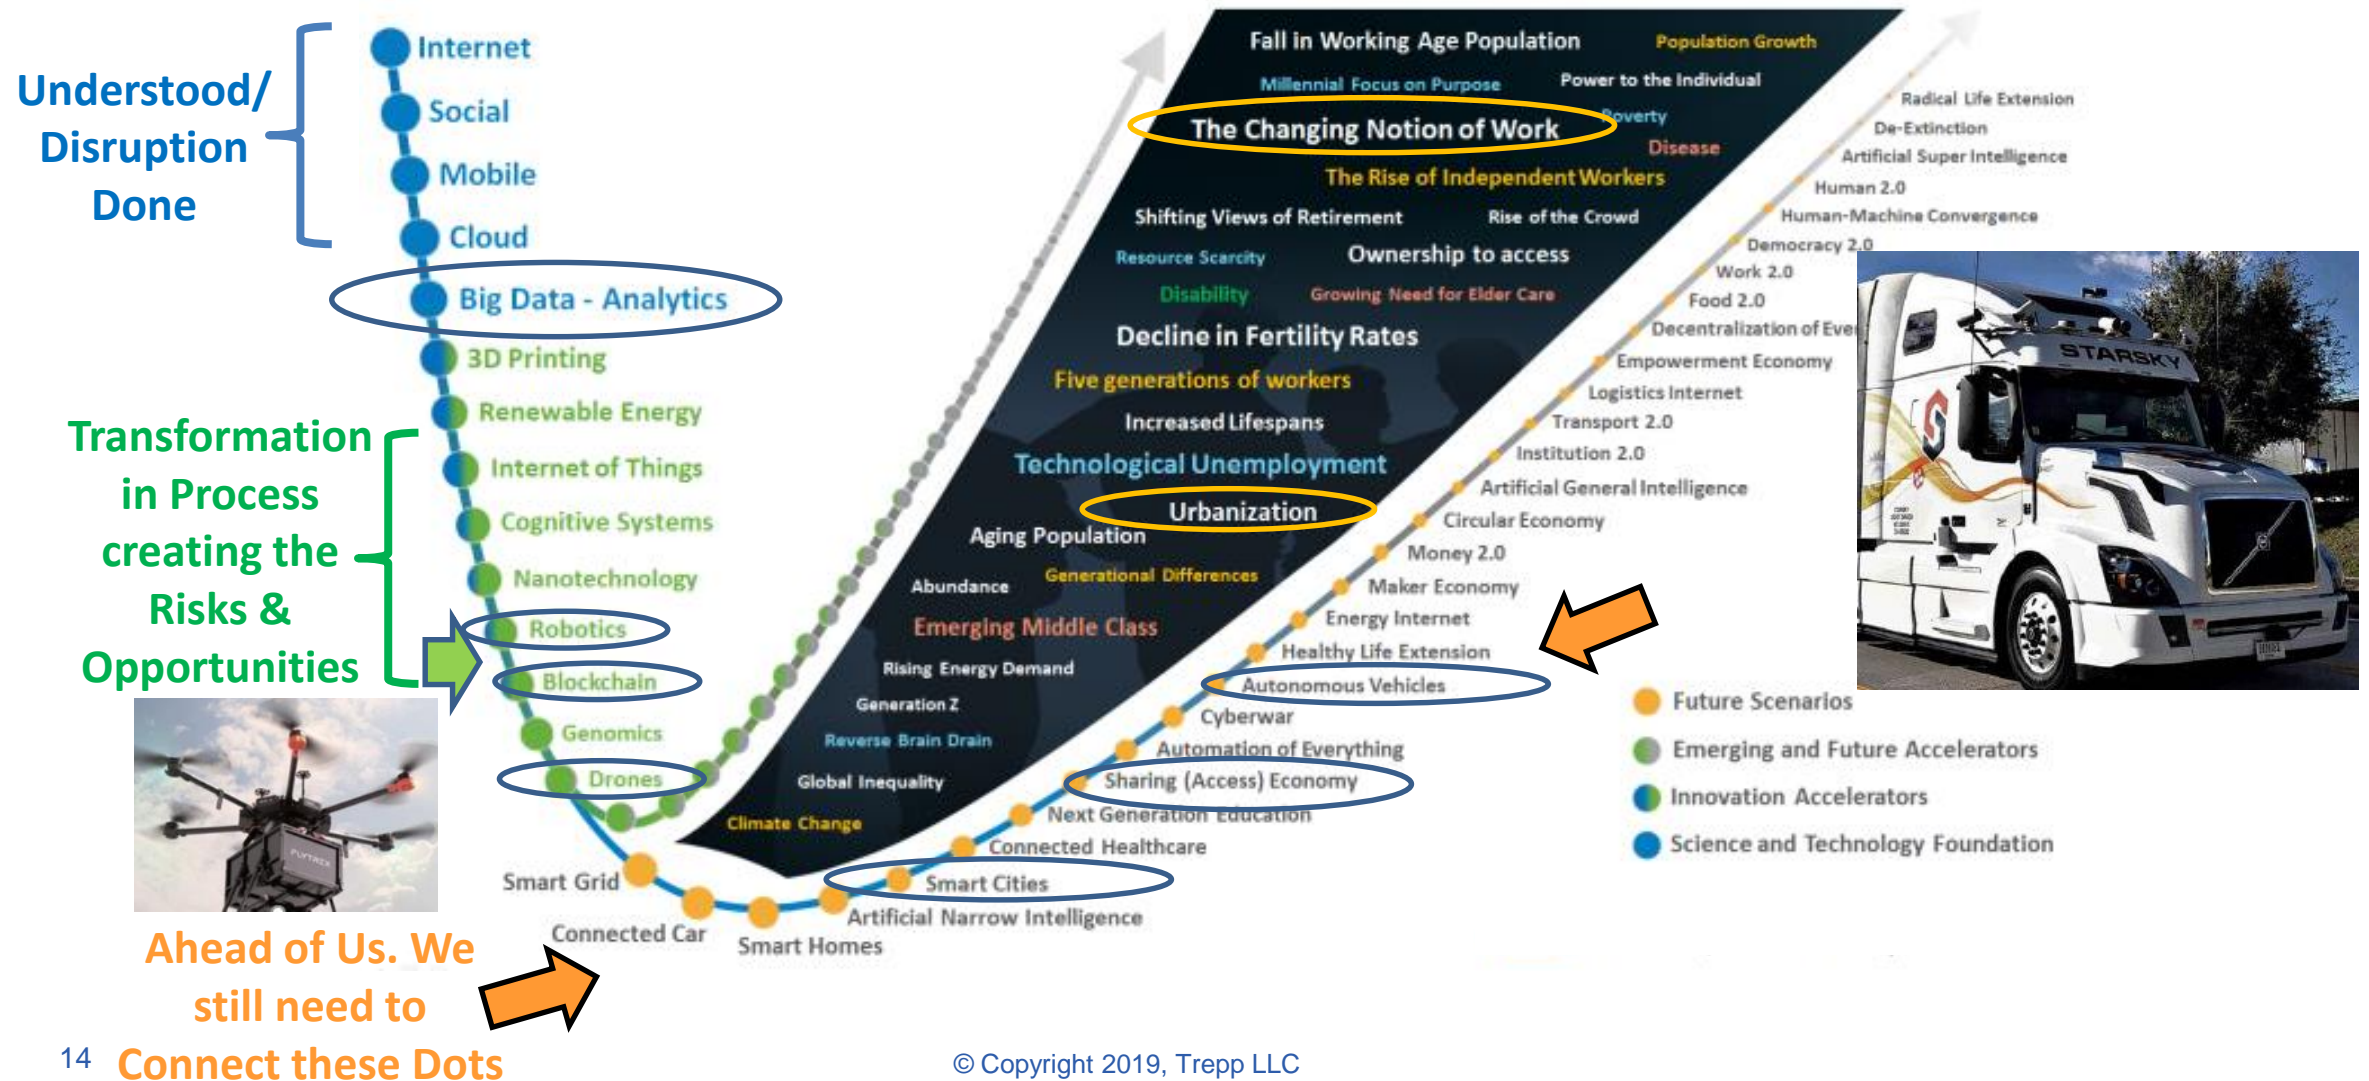 Understood/
Disruption
Done
Transformation
in Process
creating the
Risks &
Opportunities
Ahead of Us. We
still need to
Connect these Dots
Internet
Social
Mobile
Cloud
Big Data - Analytics
3D Printing
Renewable Energy
Internet of Things
Cognitive Systems
Nanotechnology
Robotics
Blockchain
Genomics
Drones
FLYTREX
Smart Grid
Connected Car
Smart Homes
Artificial Narrow Intelligence
Smart Cities
Connected Healthcare
Next Generation Education
Sharing (Access) Economy
Automation of Everything
Cyberwar
Autonomous Vehicles
Healthy Life Extension
Energy Internet
Maker Economy
Money 2.0
Circular Economy
Artificial General Intelligence
Institution 2.0
Transport 2.0
Logistics Internet
Empowerment Economy
Decentralization of Eve
Food 2.0
Work 2.0
Democracy 2.0
Human-Machine Convergence
Human 2.0
Artificial Super Intelligence
De-Extinction
Radical Life Extension
Fall in Working Age Population
Population Growth
Millennial Focus on Purpose
Power to the Individual
The Changing Notion of Work
Poverty
Disease
The Rise of Independent Workers
Shifting Views of Retirement
Rise of the Crowd
Resource Scarcity
Ownership to access
Disability
Growing Need for Elder Care
Decline in Fertility Rates
Five generations of workers
Increased Lifespans
Technological Unemployment
Urbanization
Aging Population
Abundance
Generational Differences
Emerging Middle Class
Rising Energy Demand
Generation Z
Reverse Brain Drain
Global Inequality
Climate Change
STARSKY
S
Future Scenarios
Emerging and Future Accelerators
Innovation Accelerators
Science and Technology Foundation
14
© Copyright 2019, Trepp LLC